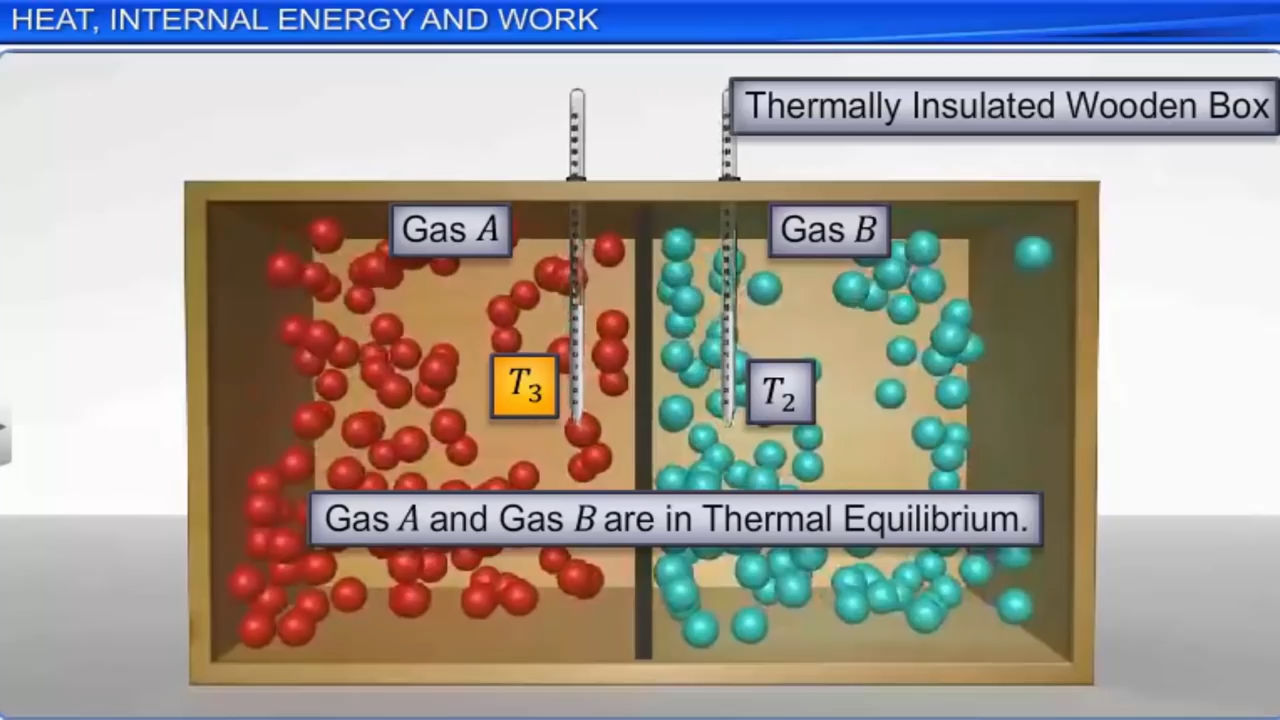 HEAT, INTERNAL ENERGY AND WORK
Thermally Insulated Wooden Box
Gas A
Gas B
T₃
T₂
Gas A and Gas B are in Thermal Equilibrium.